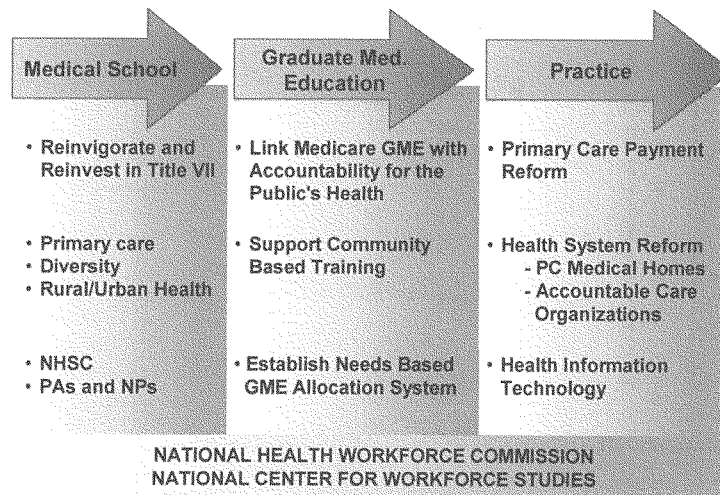 Medical School
Graduate Med.
Education
Practice
• Reinvigorate and
Reinvest in Title VII
• Primary care
• Diversity
• Rural/Urban Health
• NHSC
• PAs and NPs
• Link Medicare GME with
Accountability for the
Public's Health
• Support Community
Based Training
• Establish Needs Based
GME Allocation System
• Primary Care Payment
Reform
• Health System Reform
- PC Medical Homes
- Accountable Care
Organizations
• Health Information
Technology
NATIONAL HEALTH WORKFORCE COMMISSION
NATIONAL CENTER FOR WORKFORCE STUDIES